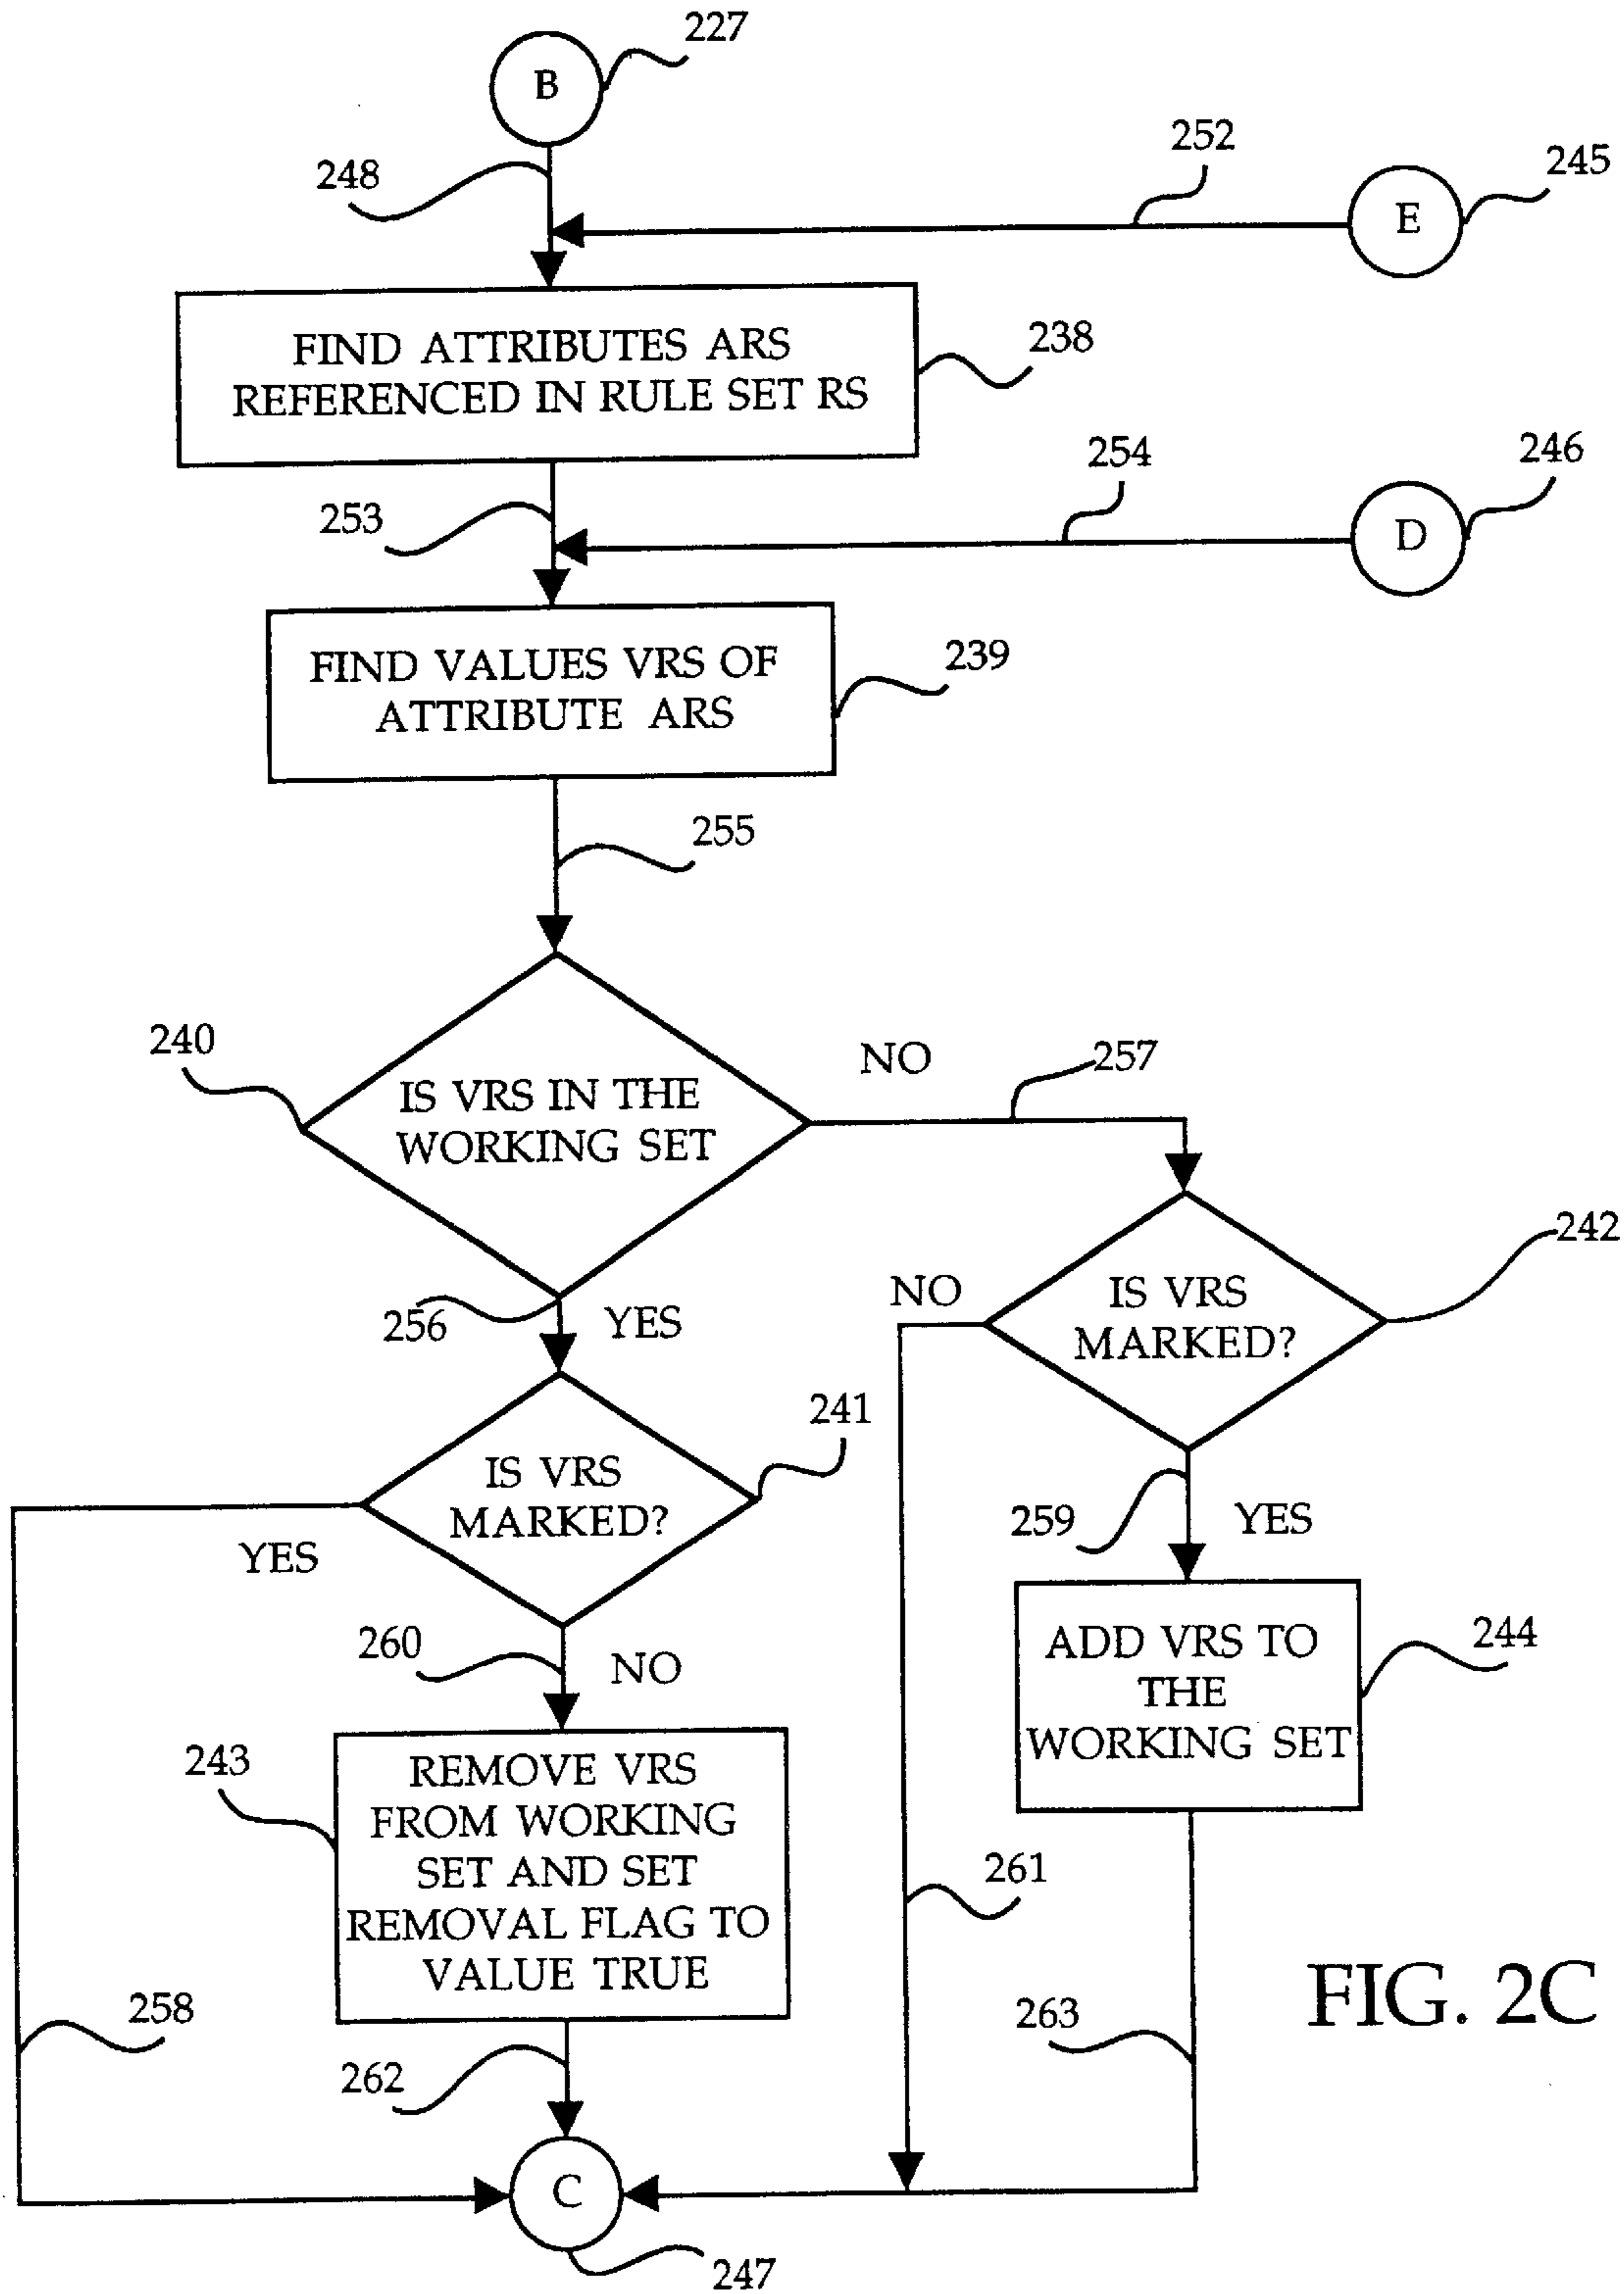 227
B
252
245
248
E
FIND ATTRIBUTES ARS
REFERENCED IN RULE SET RS
238
254
246
253
D
FIND VALUES VRS OF
ATTRIBUTE ARS
239
255
240
NO
257
IS VRS IN THE
WORKING SET
242
NO
IS VRS
MARKED?
256
YES
241
IS VRS
MARKED?
259
YES
YES
260
NO
ADD VRS TO
THE
WORKING SET
244
243
REMOVE VRS
FROM WORKING
SET AND SET
REMOVAL FLAG TO
VALUE TRUE
261
258
263
FIG. 2C
262
C
247